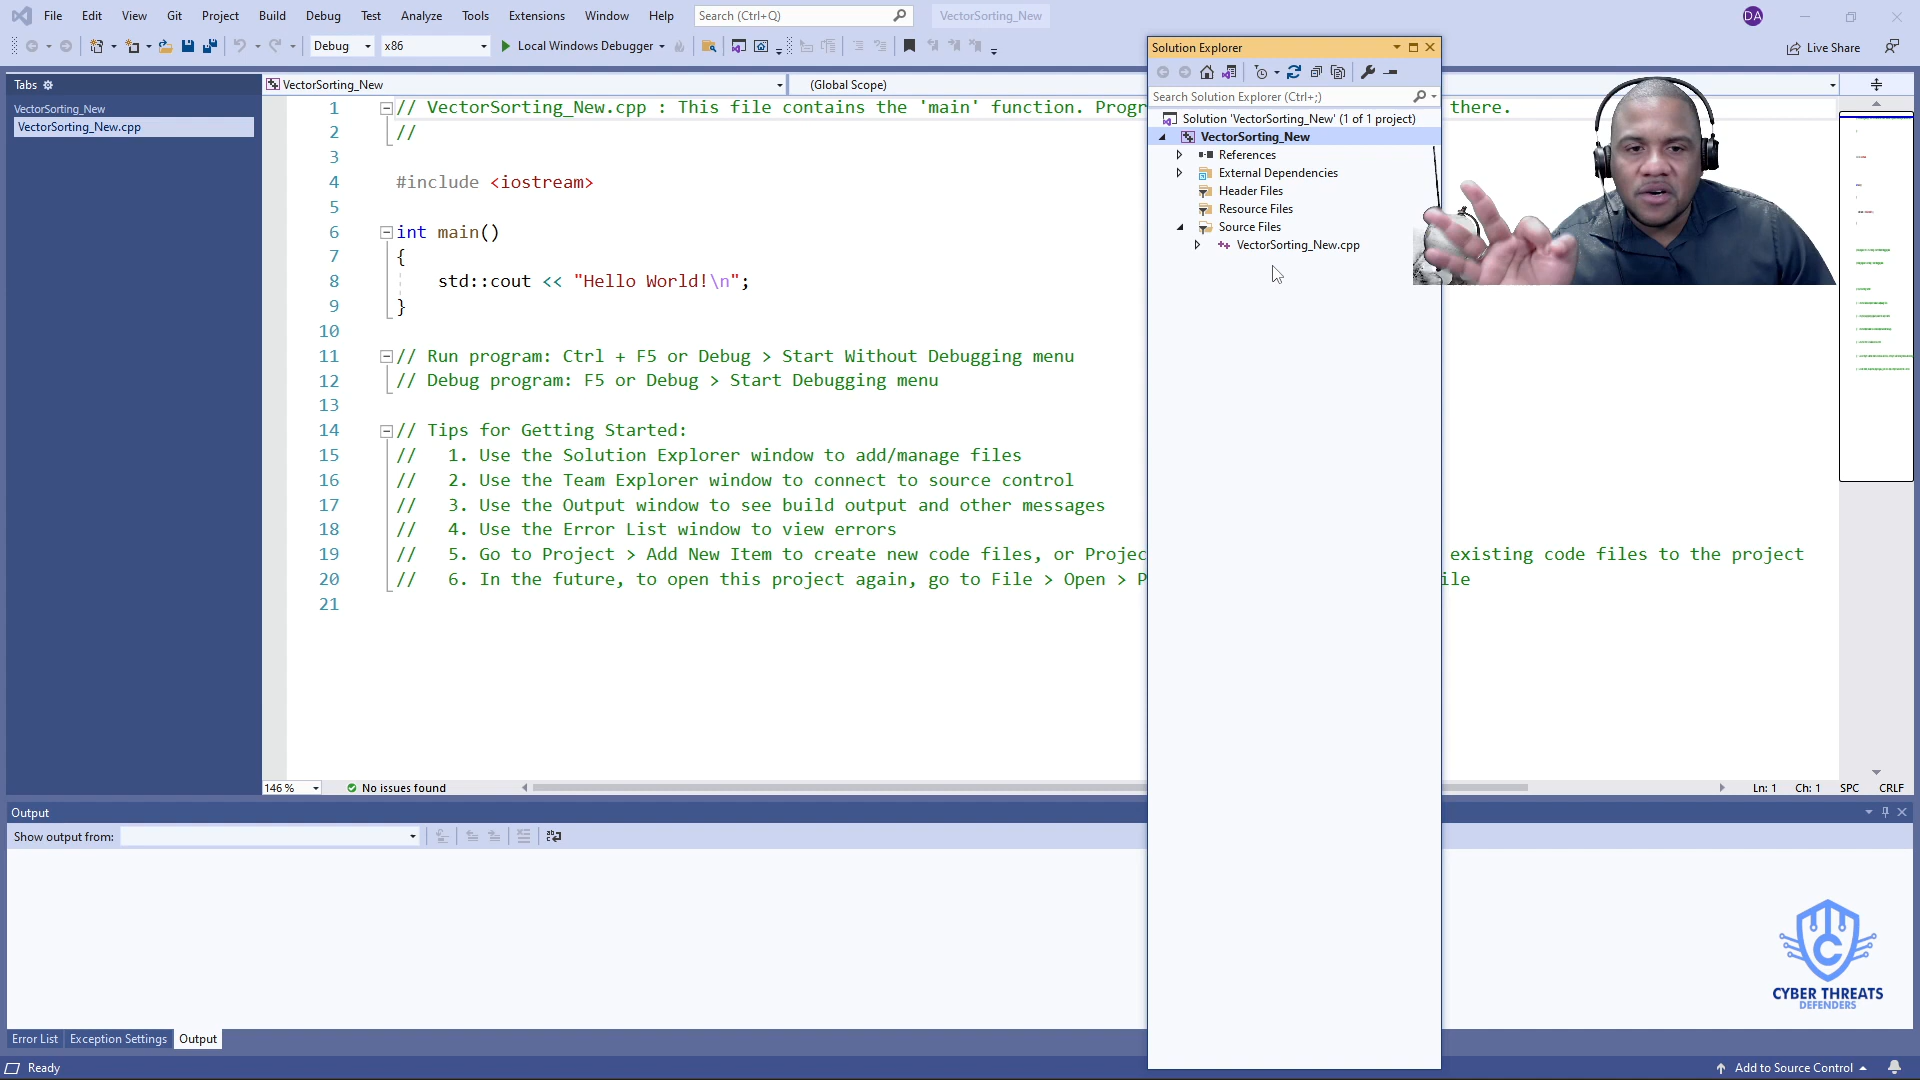 File Edit View Git Project Build Debug Test Analyze Tools Extensions Window Help Search (Ctrl+Q) VectorSorting_New DA
Debug x86 Local Windows Debugger Live Share
Tabs
VectorSorting_New
VectorSorting_New.cpp
VectorSorting_New (Global Scope)
1 // VectorSorting_New.cpp : This file contains the 'main' function. Progr there.
2 //
3
4 #include <iostream>
5
6 int main()
7 {
8 std::cout << "Hello World!\n";
9 }
10
11 // Run program: Ctrl + F5 or Debug > Start Without Debugging menu
12 // Debug program: F5 or Debug > Start Debugging menu
13
14 // Tips for Getting Started:
15 // 1. Use the Solution Explorer window to add/manage files
16 // 2. Use the Team Explorer window to connect to source control
17 // 3. Use the Output window to see build output and other messages
18 // 4. Use the Error List window to view errors
19 // 5. Go to Project > Add New Item to create new code files, or Projec existing code files to the project
20 // 6. In the future, to open this project again, go to File > Open > P ile
21
Solution Explorer
Search Solution Explorer (Ctrl+;)
Solution 'VectorSorting_New' (1 of 1 project)
VectorSorting_New
References
External Dependencies
Header Files
Resource Files
Source Files
VectorSorting_New.cpp
146 % No issues found Ln: 1 Ch: 1 SPC CRLF
Output
Show output from:
CYBER THREATS
DEFENDERS
Error List Exception Settings Output
Ready Add to Source Control